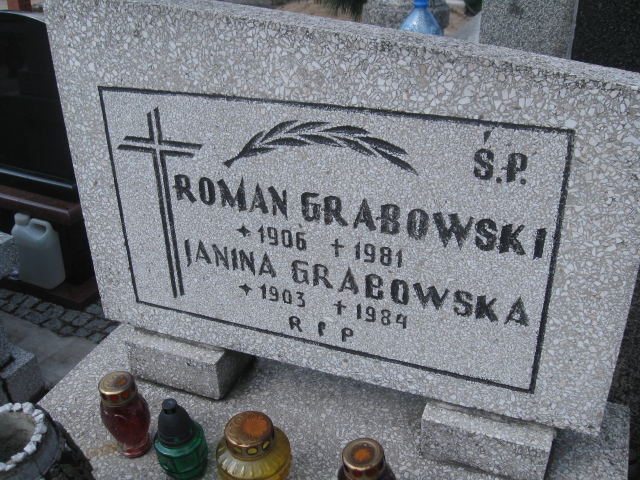 Ś.P.
ROMAN GRABOWSKI
* 1906 † 1981
JANINA GRABOWSKA
* 1903 † 1984
R I P